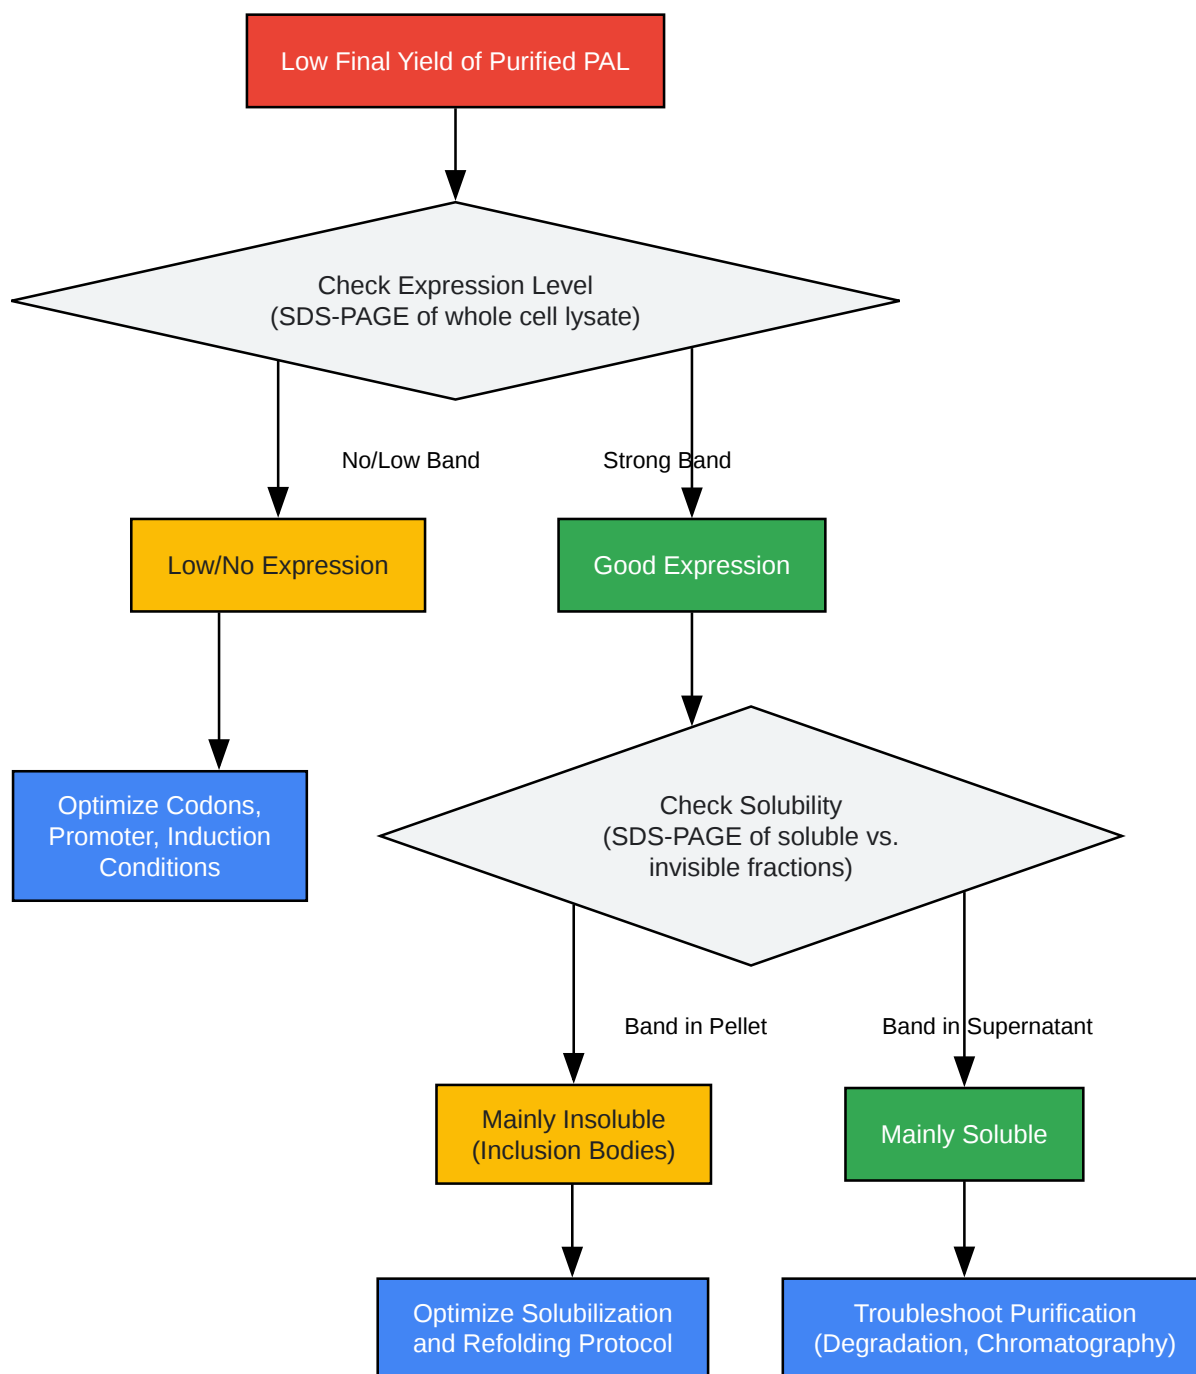 Low Final Yield of Purified PAL
Check Expression Level
(SDS-PAGE of whole cell lysate)
No/Low Band
Strong Band
Low/No Expression
Good Expression
Optimize Codons,
Promoter, Induction
Conditions
Check Solubility
(SDS-PAGE of soluble vs.
invisible fractions)
Band in Pellet
Band in Supernatant
Mainly Insoluble
(Inclusion Bodies)
Mainly Soluble
Optimize Solubilization
and Refolding Protocol
Troubleshoot Purification
(Degradation, Chromatography)